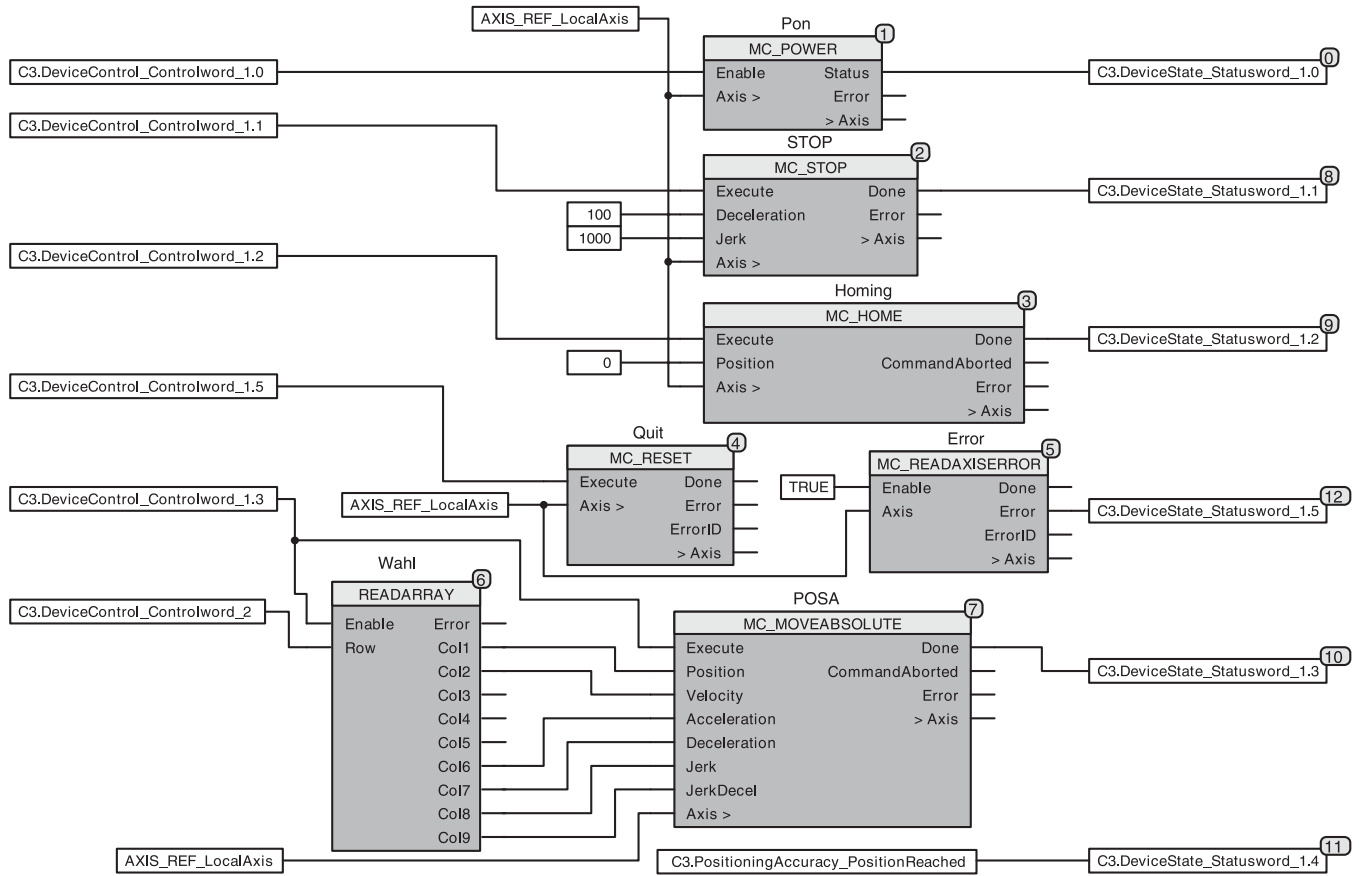 AXIS_REF_LocalAxis
Pon
1
MC_POWER
0
C3.DeviceControl_Controlword_1.0
Enable Status
C3.DeviceState_Statusword_1.0
Axis > Error
> Axis
C3.DeviceControl_Controlword_1.1
STOP
2
MC_STOP
8
Execute Done
C3.DeviceState_Statusword_1.1
100
Deceleration Error
1000
Jerk > Axis
Axis >
C3.DeviceControl_Controlword_1.2
Homing
3
MC_HOME
9
Execute Done
C3.DeviceState_Statusword_1.2
0
Position CommandAborted
Axis > Error
> Axis
C3.DeviceControl_Controlword_1.5
Quit
4
MC_RESET
Execute Done
Axis > Error
ErrorID
> Axis
Error
5
MC_READAXISERROR
TRUE
Enable Done
Axis Error
ErrorID
> Axis
12
C3.DeviceState_Statusword_1.5
C3.DeviceControl_Controlword_1.3
AXIS_REF_LocalAxis
Wahl
6
READARRAY
C3.DeviceControl_Controlword_2
Enable Error
Row Col1
Col2
Col3
Col4
Col5
Col6
Col7
Col8
Col9
POSA
7
MC_MOVEABSOLUTE
Execute Done
Position CommandAborted
Velocity Error
Acceleration > Axis
Deceleration
Jerk
JerkDecel
Axis >
10
C3.DeviceState_Statusword_1.3
AXIS_REF_LocalAxis
C3.PositioningAccuracy_PositionReached
11
C3.DeviceState_Statusword_1.4